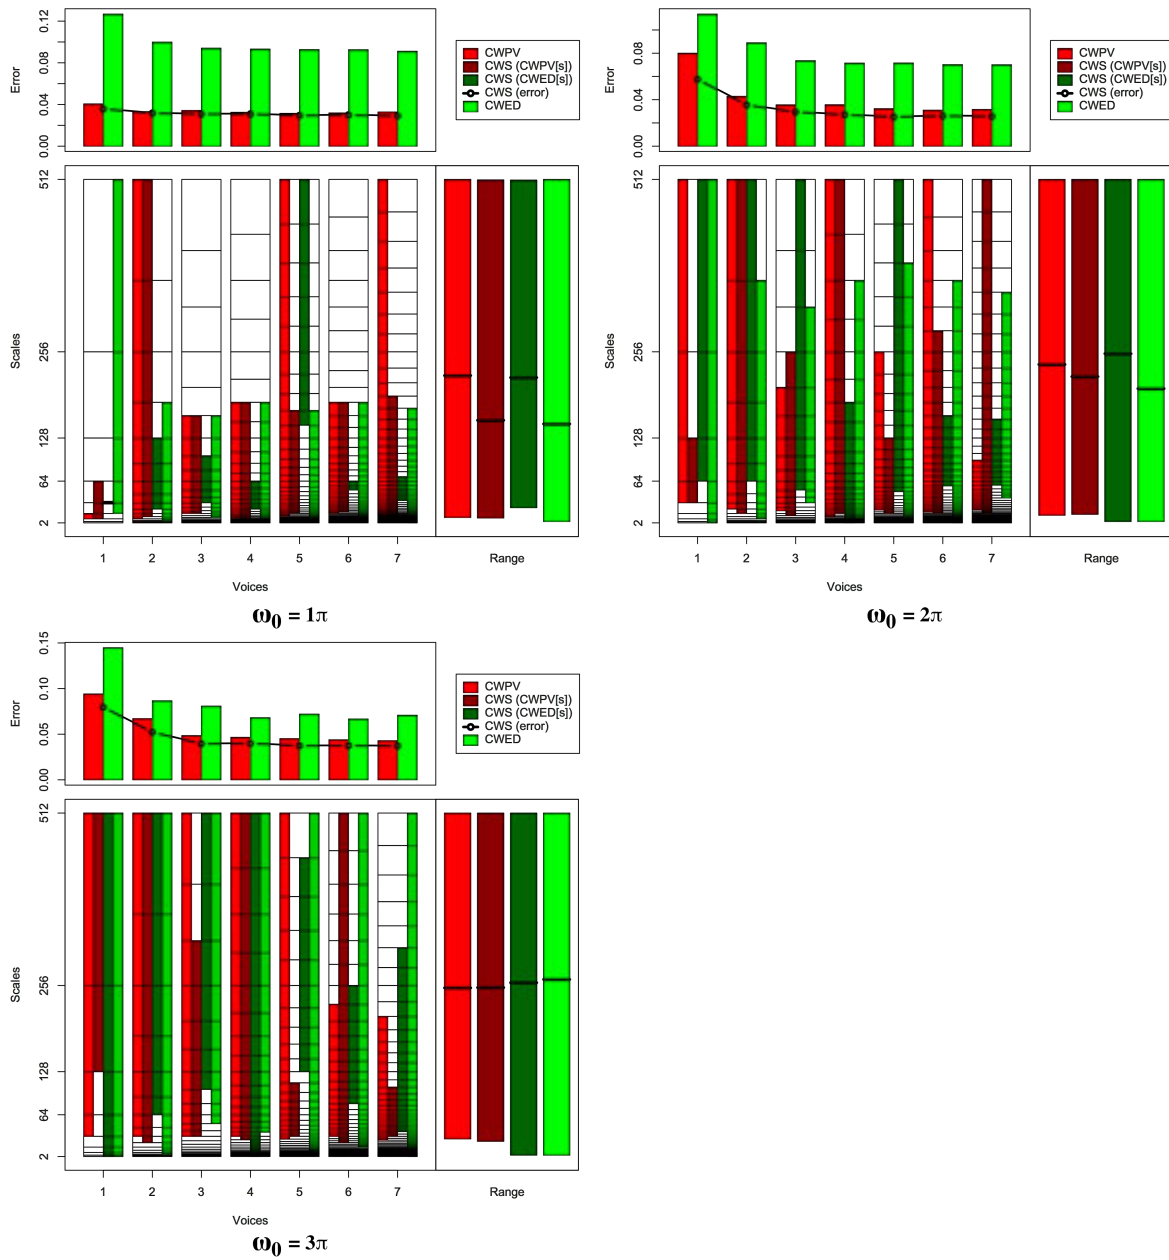 Error
0.00
0.04
0.08
0.12
CWPV
CWS (CWPV[s])
CWS (CWED[s])
CWS (error)
CWED
Scales
512
256
128
64
2
1 2 3 4 5 6 7
Range
Voices
ω0 = 1π
Error
0.00
0.04
0.08
CWPV
CWS (CWPV[s])
CWS (CWED[s])
CWS (error)
CWED
Scales
512
256
128
64
2
1 2 3 4 5 6 7
Range
Voices
ω0 = 2π
Error
0.00
0.05
0.10
0.15
CWPV
CWS (CWPV[s])
CWS (CWED[s])
CWS (error)
CWED
Scales
512
256
128
64
2
1 2 3 4 5 6 7
Range
Voices
ω0 = 3π